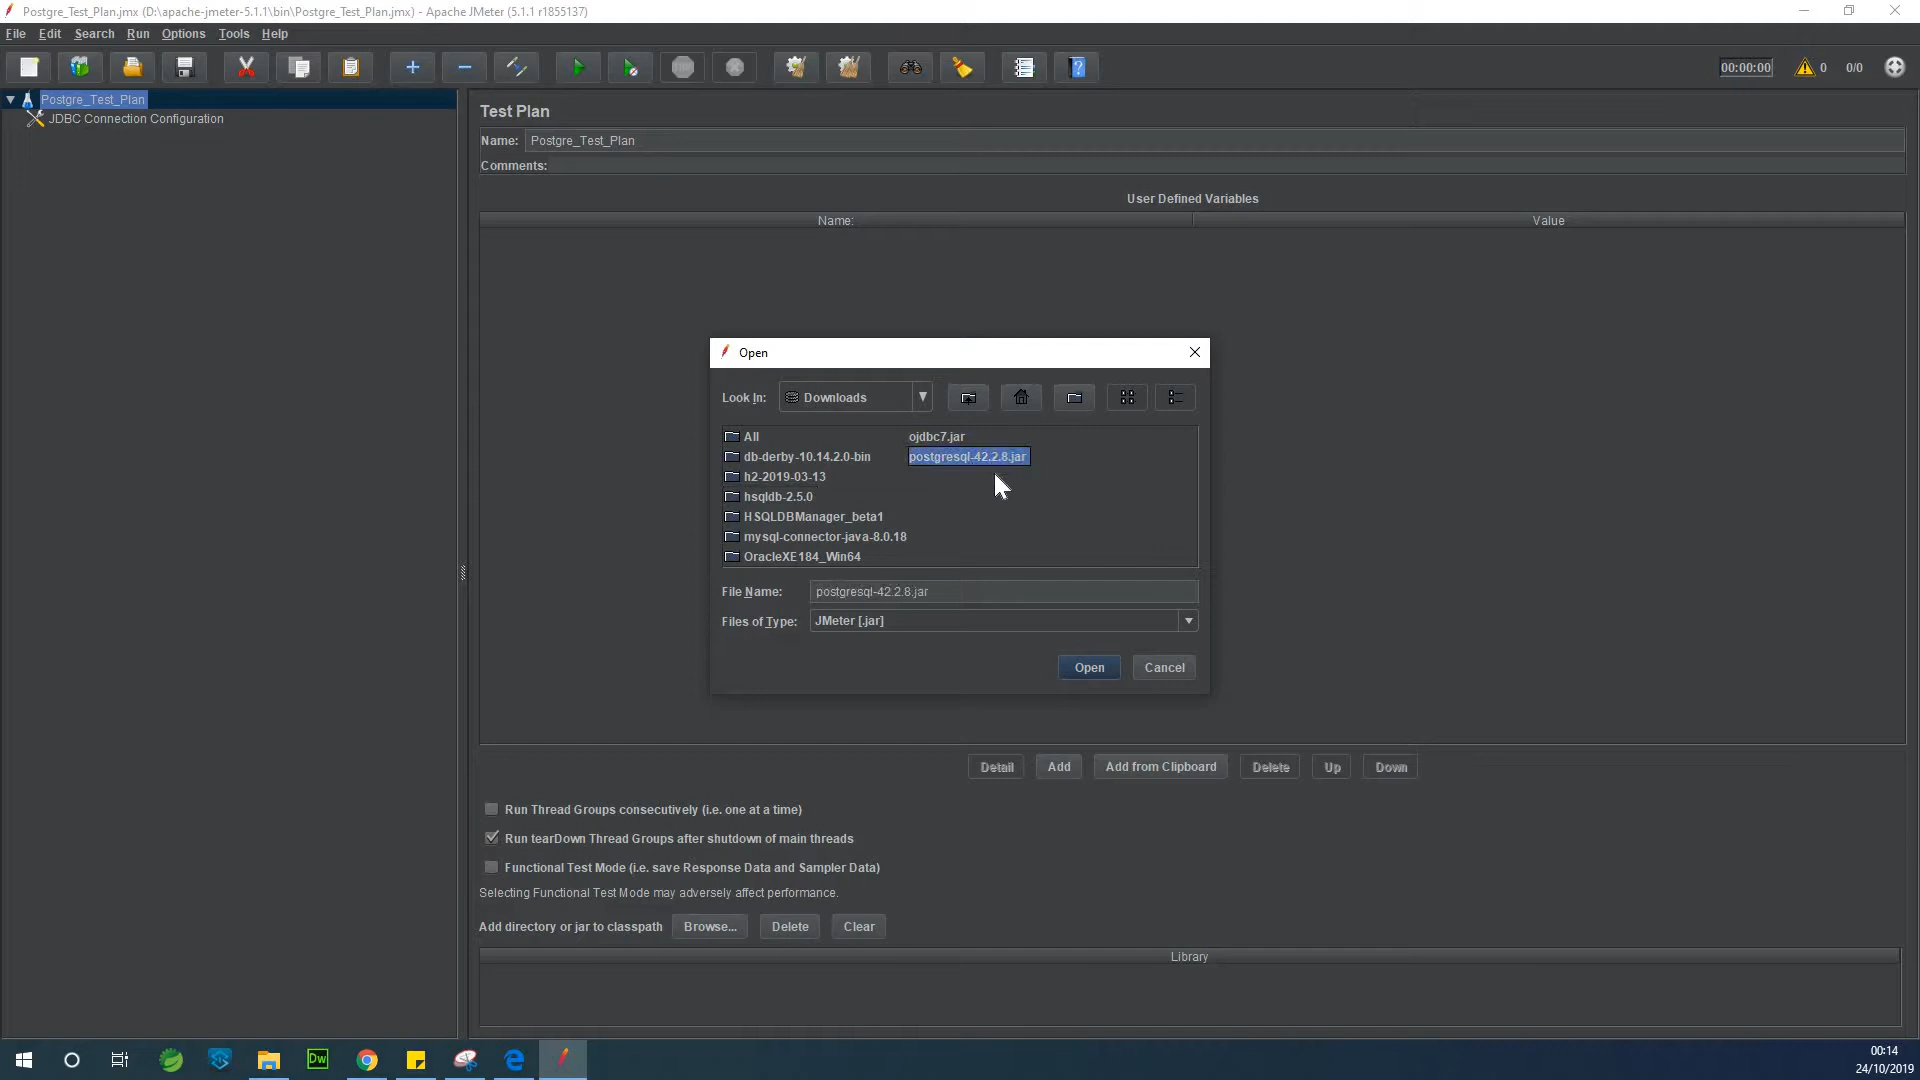 Postgre_Test_Plan.jmx (D:\apache-jmeter-5.1.1\bin\Postgre_Test_Plan.jmx) - Apache JMeter (5.1.1 r1855137)
File Edit Search Run Options Tools Help
00:00:00 0 0/0
Postgre_Test_Plan
JDBC Connection Configuration
Test Plan
Name: Postgre_Test_Plan
Comments:
User Defined Variables
Name: Value
Open
Look In: Downloads
All
db-derby-10.14.2.0-bin
h2-2019-03-13
hsqldb-2.5.0
HSQLDBManager_beta1
mysql-connector-java-8.0.18
OracleXE184_Win64
ojdbc7.jar
postgresql-42.2.8.jar
File Name: postgresql-42.2.8.jar
Files of Type: JMeter [.jar]
Open Cancel
Detail Add Add from Clipboard Delete Up Down
Run Thread Groups consecutively (i.e. one at a time)
Run tearDown Thread Groups after shutdown of main threads
Functional Test Mode (i.e. save Response Data and Sampler Data)
Selecting Functional Test Mode may adversely affect performance.
Add directory or jar to classpath Browse... Delete Clear
Library
Dw
00:14
24/10/2019